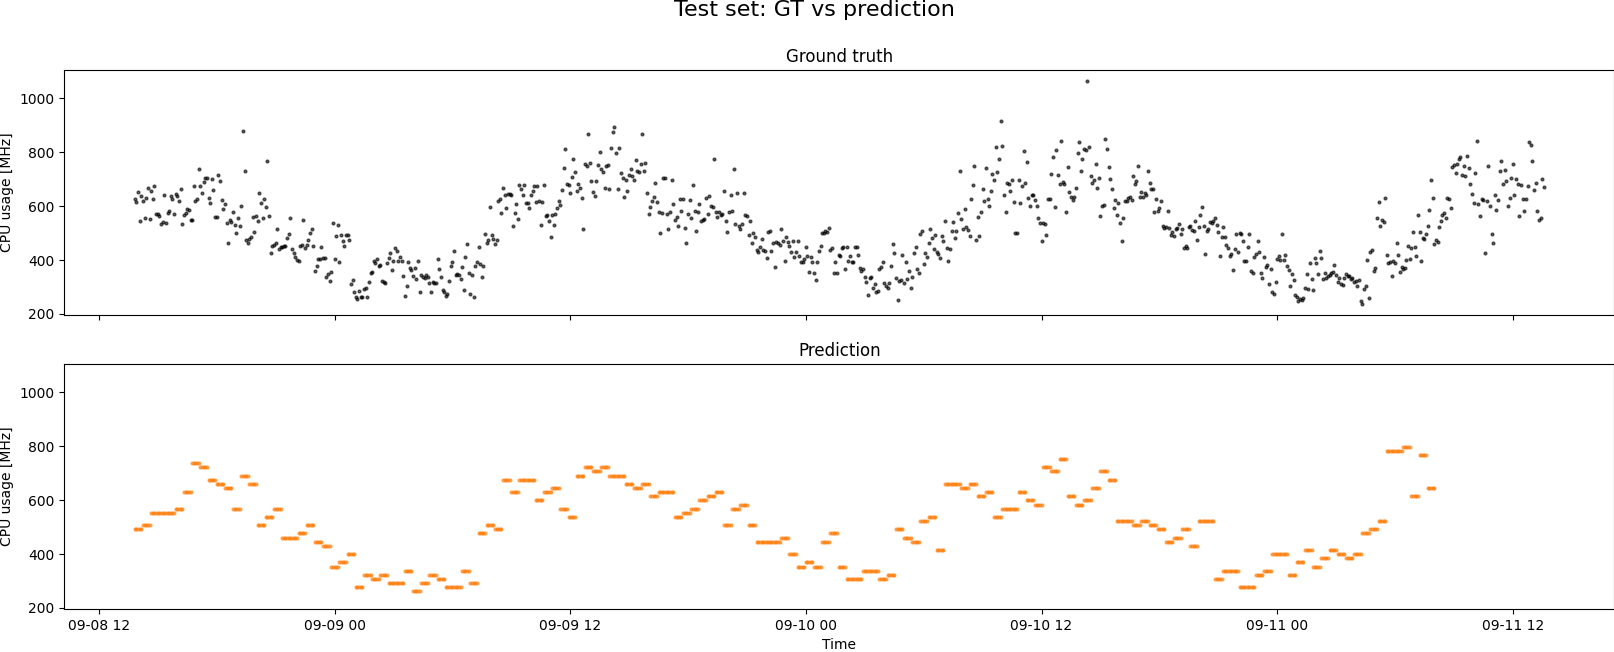 Test set: GT vs prediction
Ground truth
CPU usage [MHz]
1000
800
600
400
200
Prediction
CPU usage [MHz]
1000
800
600
400
200
09-08 12
09-09 00
09-09 12
09-10 00
09-10 12
09-11 00
09-11 12
Time